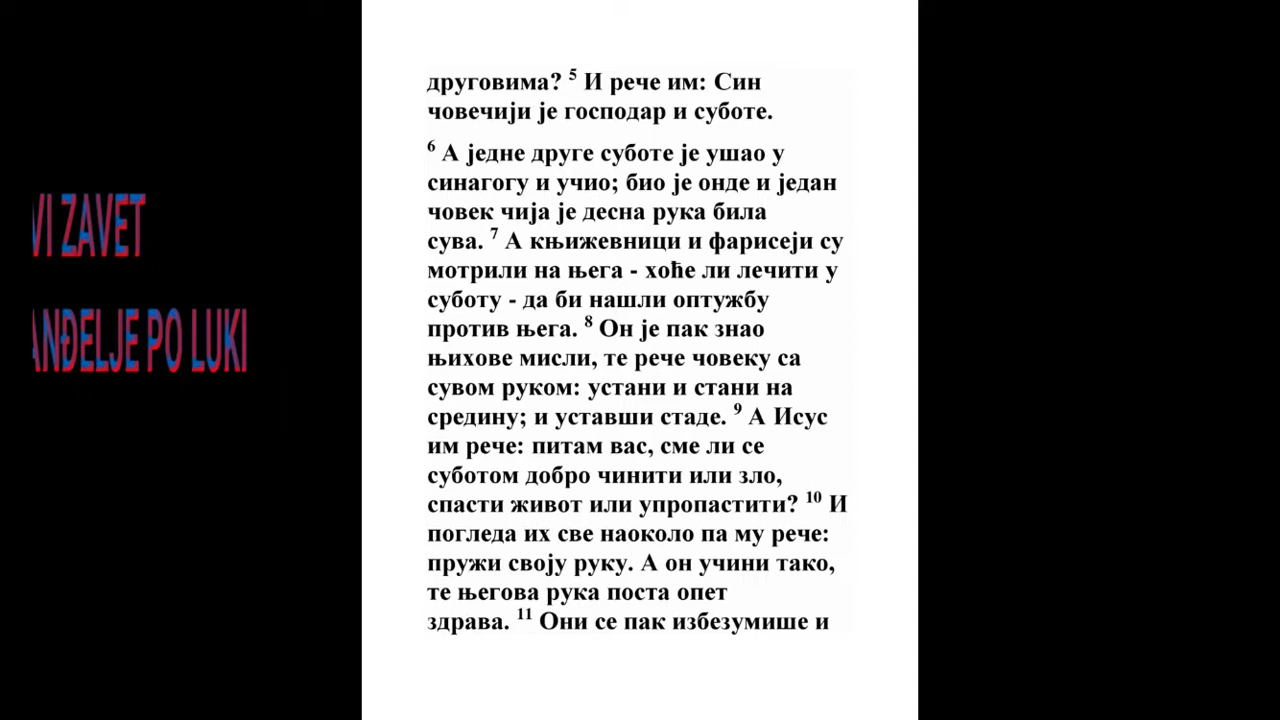 VI ZAVET
ANĐELJE PO LUKI
друговима? 5 И рече им: Син
човечији је господар и суботе.
6 А једне друге суботе је ушао у
синагогу и учио; био је онде и један
човек чија је десна рука била
сува. 7 А књижевници и фарисеји су
мотрили на њега - хоће ли лечити у
суботу - да би нашли оптужбу
против њега. 8 Он је пак знао
њихове мисли, те рече човеку са
сувом руком: устани и стани на
средину; и уставши стаде. 9 А Исус
им рече: питам вас, сме ли се
суботом добро чинити или зло,
спасти живот или упропастити? 10 И
погледа их све наоколо па му рече:
пружи своју руку. А он учини тако,
те његова рука поста опет
здрава. 11 Они се пак избезумише и